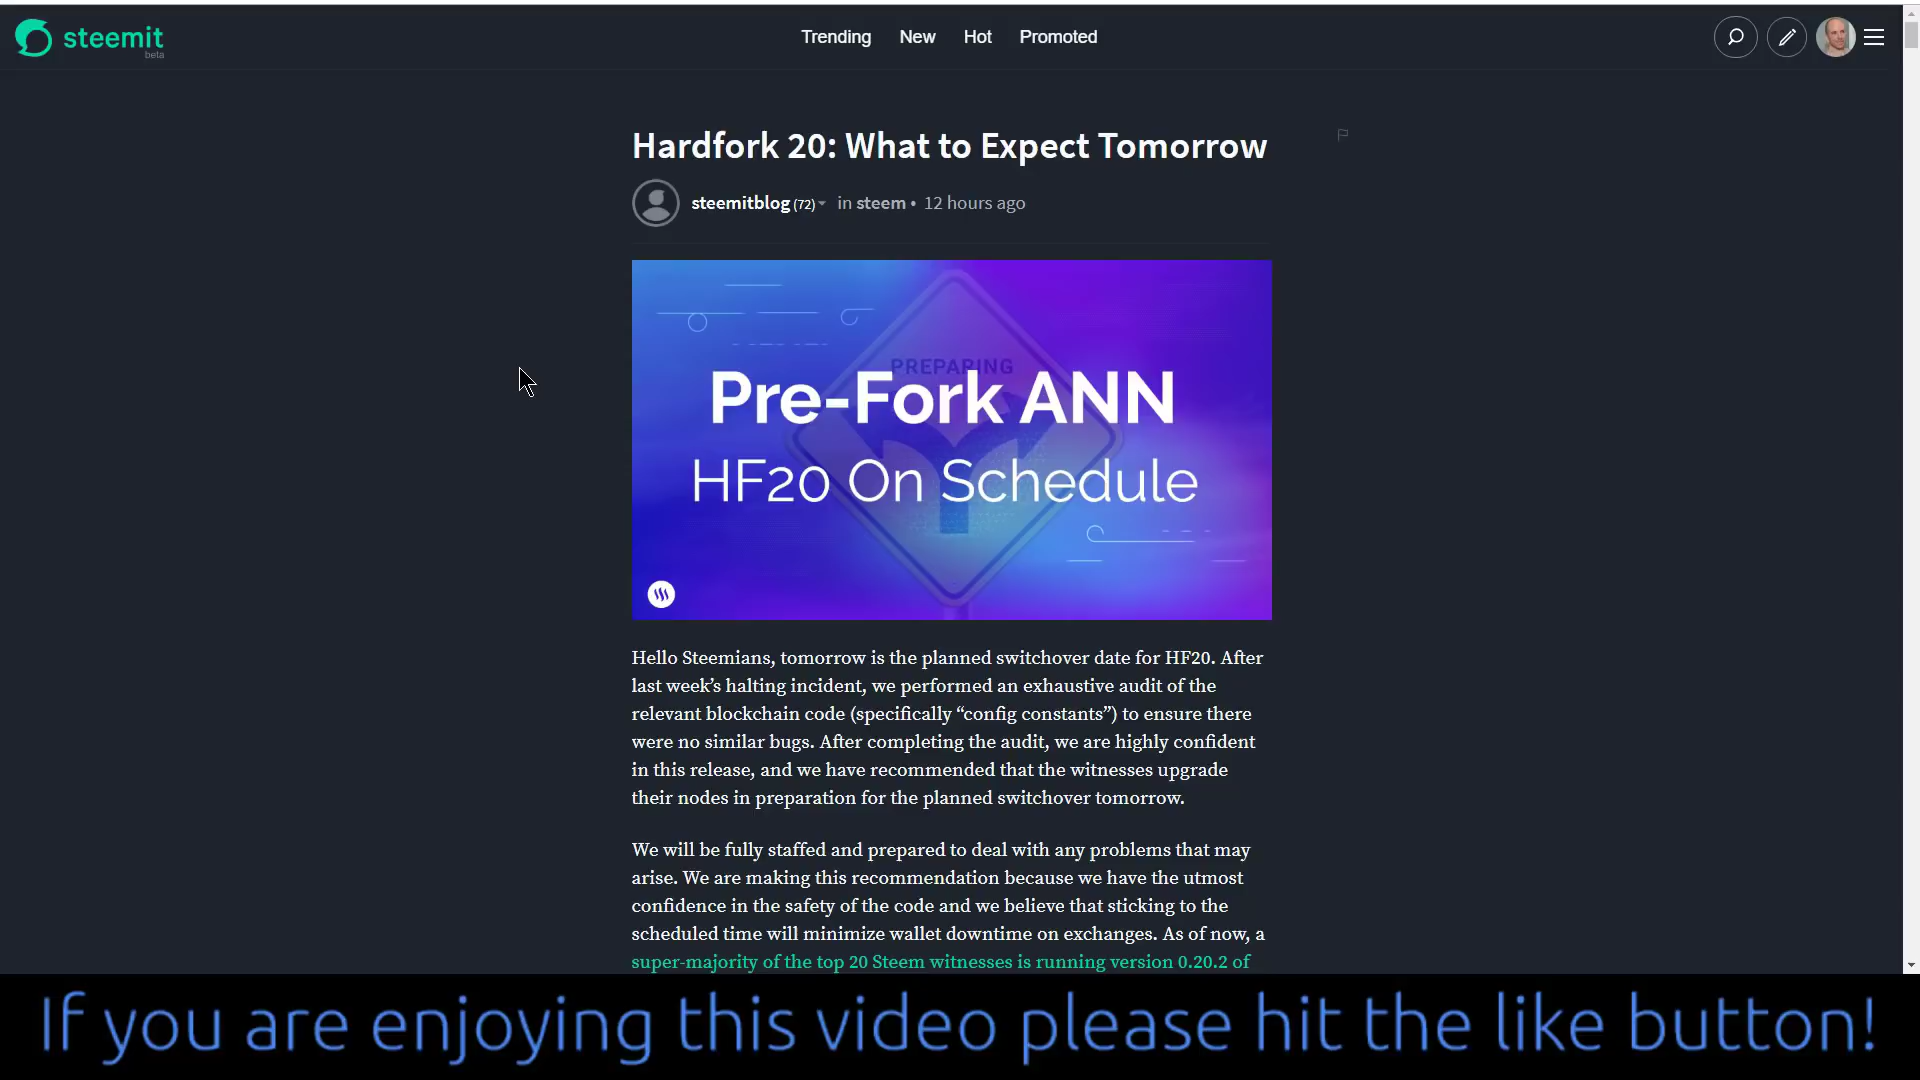 steemit
beta
Trending New Hot Promoted
Hardfork 20: What to Expect Tomorrow
steemitblog (72) in steem • 12 hours ago
PREPARING
Pre-Fork ANN
HF20 On Schedule
Hello Steemians, tomorrow is the planned switchover date for HF20. After
last week’s halting incident, we performed an exhaustive audit of the
relevant blockchain code (specifically “config constants”) to ensure there
were no similar bugs. After completing the audit, we are highly confident
in this release, and we have recommended that the witnesses upgrade
their nodes in preparation for the planned switchover tomorrow.
We will be fully staffed and prepared to deal with any problems that may
arise. We are making this recommendation because we have the utmost
confidence in the safety of the code and we believe that sticking to the
scheduled time will minimize wallet downtime on exchanges. As of now, a
super-majority of the top 20 Steem witnesses is running version 0.20.2 of
If you are enjoying this video please hit the like button!